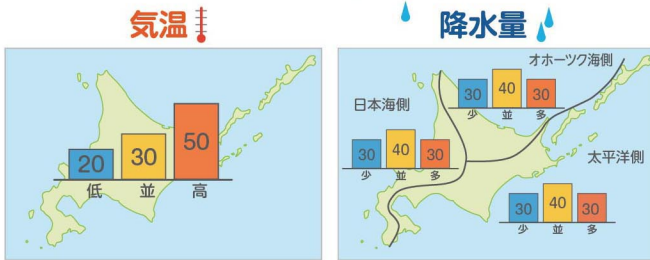 気温
降水量
20 30 50
低 並 高
オホーツク海側
30 40 30
少 並 多
日本海側
30 40 30
少 並 多
太平洋側
30 40 30
少 並 多